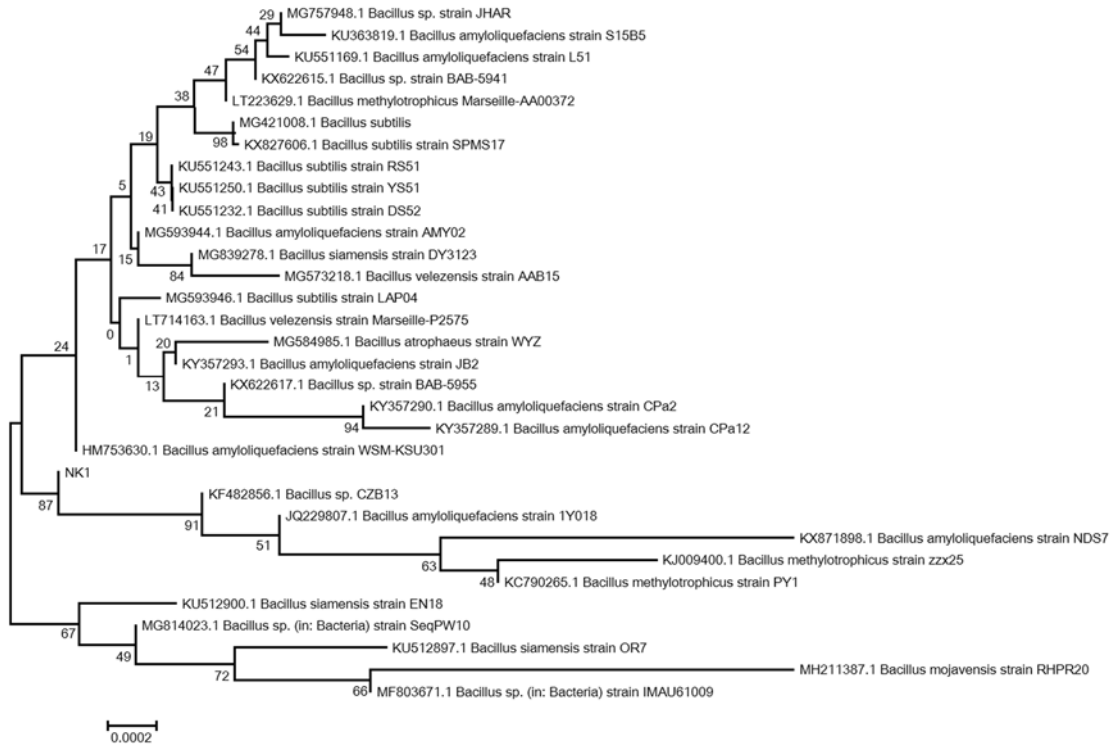 29
MG757948.1 Bacillus sp. strain JHAR
44
KU363819.1 Bacillus amyloliquefaciens strain S15B5
54
KU551169.1 Bacillus amyloliquefaciens strain L51
47
KX622615.1 Bacillus sp. strain BAB-5941
38
LT223629.1 Bacillus methylotrophicus Marseille-AA00372
MG421008.1 Bacillus subtilis
98
KX827606.1 Bacillus subtilis strain SPMS17
19
KU551243.1 Bacillus subtilis strain RS51
43
KU551250.1 Bacillus subtilis strain YS51
41
KU551232.1 Bacillus subtilis strain DS52
5
MG593944.1 Bacillus amyloliquefaciens strain AMY02
17
15
MG839278.1 Bacillus siamensis strain DY3123
84
MG573218.1 Bacillus velezensis strain AAB15
MG593946.1 Bacillus subtilis strain LAP04
0
LT714163.1 Bacillus velezensis strain Marseille-P2575
24
20
MG584985.1 Bacillus atrophaeus strain WYZ
1
KY357293.1 Bacillus amyloliquefaciens strain JB2
13
KX622617.1 Bacillus sp. strain BAB-5955
21
KY357290.1 Bacillus amyloliquefaciens strain CPa2
94
KY357289.1 Bacillus amyloliquefaciens strain CPa12
HM753630.1 Bacillus amyloliquefaciens strain WSM-KSU301
NK1
87
KF482856.1 Bacillus sp. CZB13
91
JQ229807.1 Bacillus amyloliquefaciens strain 1Y018
51
KX871898.1 Bacillus amyloliquefaciens strain NDS7
63
KJ009400.1 Bacillus methylotrophicus strain zzx25
48
KC790265.1 Bacillus methylotrophicus strain PY1
KU512900.1 Bacillus siamensis strain EN18
67
MG814023.1 Bacillus sp. (in: Bacteria) strain SeqPW10
49
KU512897.1 Bacillus siamensis strain OR7
72
MH211387.1 Bacillus mojavensis strain RHPR20
66
MF803671.1 Bacillus sp. (in: Bacteria) strain IMAU61009
0.0002